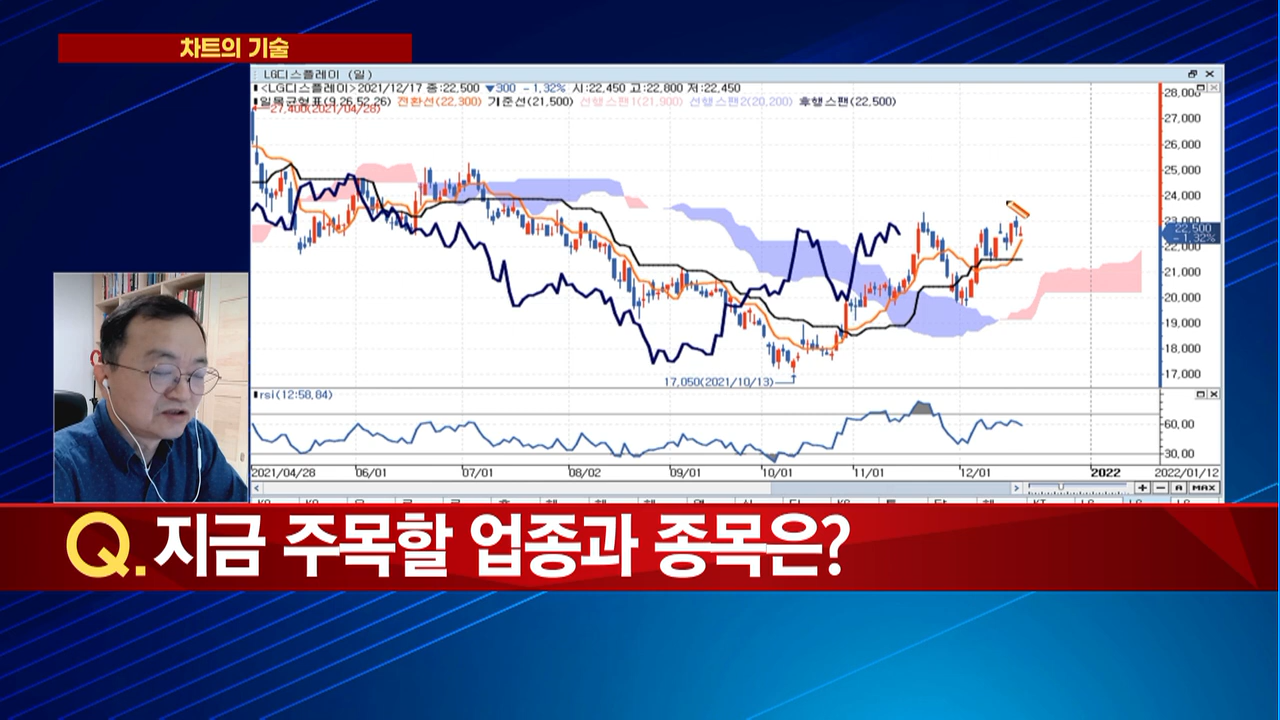 차트의 기술
LG디스플레이 (일)
<LG디스플레이>2021/12/17 종:22,500 ▼300 -1,32% 시:22,450 고:22,800 저:22,450
일목균형표(9,26,52,26) 전환선(22,300) 기준선(21,500) 선행스팬1(21,900) 선행스팬2(20,200) 후행스팬(22,500)
27,400(2021/04/28)
28,000
27,000
26,000
25,000
24,000
23,000
22,500
-1,32%
22,000
21,000
20,000
19,000
18,000
17,000
17,050(2021/10/13)
rsi(12:58,84)
60,00
30,00
2021/04/28 06/01 07/01 08/02 09/01 10/01 11/01 12/01 2022 2022/01/12
A MAX
Q.지금 주목할 업종과 종목은?